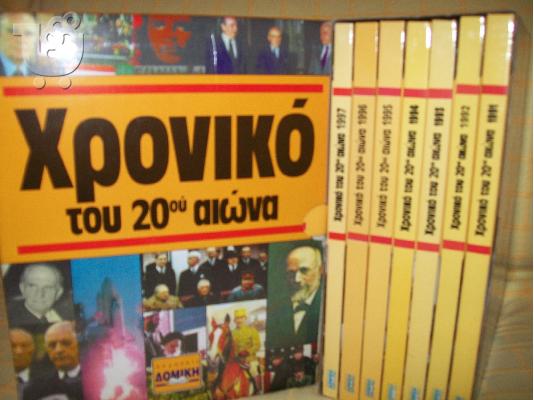 Χρονικό
του 20ού αιώνα
ΕΚΔΟΣΕΙΣ
ΔΟΜΙΚΗ
Χρονικό του 20ού αιώνα 1997
Χρονικό του 20ού αιώνα 1996
Χρονικό του 20ού αιώνα 1995
Χρονικό του 20ού αιώνα 1994
Χρονικό του 20ού αιώνα 1993
Χρονικό του 20ού αιώνα 1992
Χρονικό του 20ού αιώνα 1991